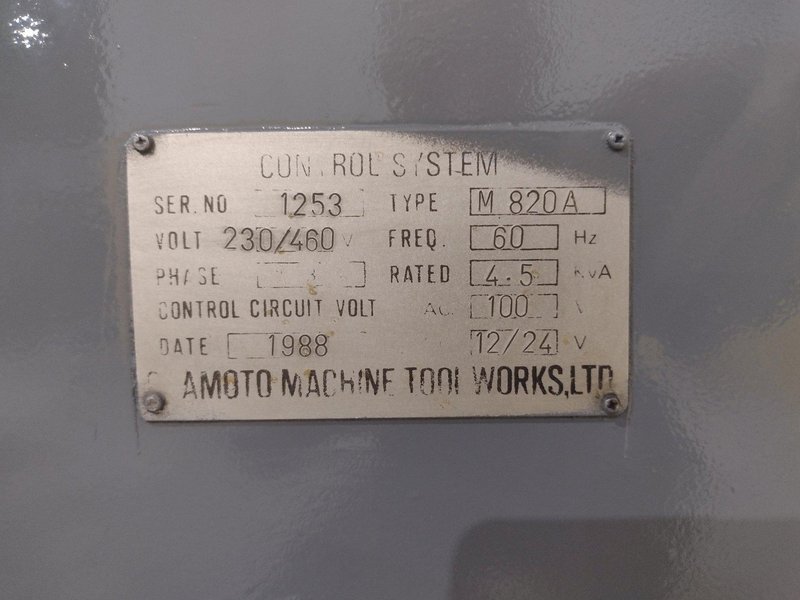 CONTROL SYSTEM
SER. NO 1253 TYPE M 820A
VOLT 230/460 V FREQ. 60 Hz
PHASE 3 RATED 4.5 KVA
CONTROL CIRCUIT VOLT AC 100 V
DATE 1988 12/24 V
MACHINE TOOL WORKS,LTD